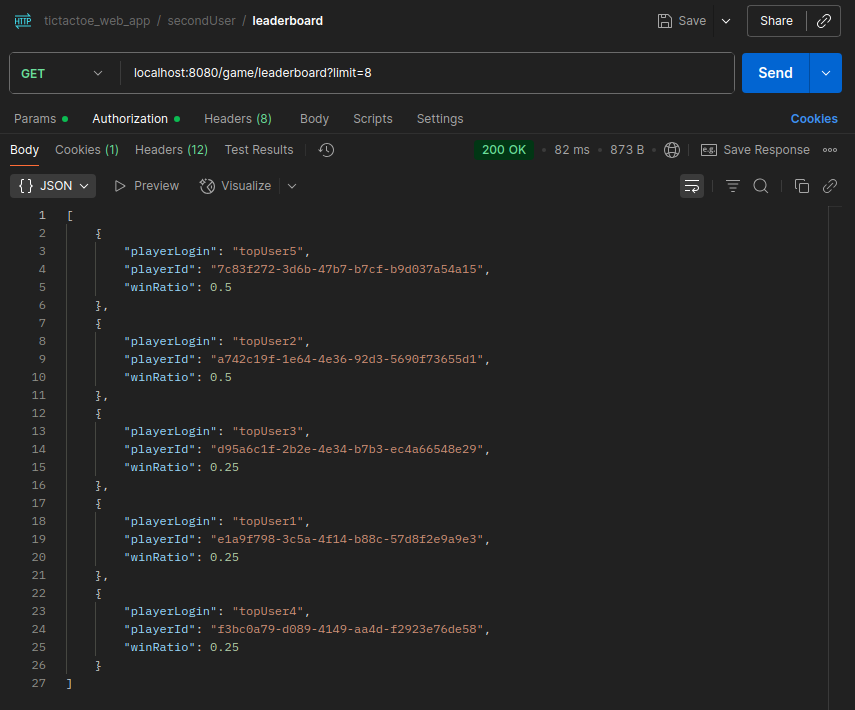 HTTP tictactoe_web_app / secondUser / leaderboard Save Share
GET localhost:8080/game/leaderboard?limit=8 Send
Params Authorization Headers (8) Body Scripts Settings Cookies
Body Cookies (1) Headers (12) Test Results 200 OK 82 ms 873 B e.g. Save Response
{} JSON Preview Visualize
1 [
2 {
3 "playerLogin": "topUser5",
4 "playerId": "7c83f272-3d6b-47b7-b7cf-b9d037a54a15",
5 "winRatio": 0.5
6 },
7 {
8 "playerLogin": "topUser2",
9 "playerId": "a742c19f-1e64-4e36-92d3-5690f73655d1",
10 "winRatio": 0.5
11 },
12 {
13 "playerLogin": "topUser3",
14 "playerId": "d95a6c1f-2b2e-4e34-b7b3-ec4a66548e29",
15 "winRatio": 0.25
16 },
17 {
18 "playerLogin": "topUser1",
19 "playerId": "e1a9f798-3c5a-4f14-b88c-57d8f2e9a9e3",
20 "winRatio": 0.25
21 },
22 {
23 "playerLogin": "topUser4",
24 "playerId": "f3bc0a79-d089-4149-aa4d-f2923e76de58",
25 "winRatio": 0.25
26 }
27 ]